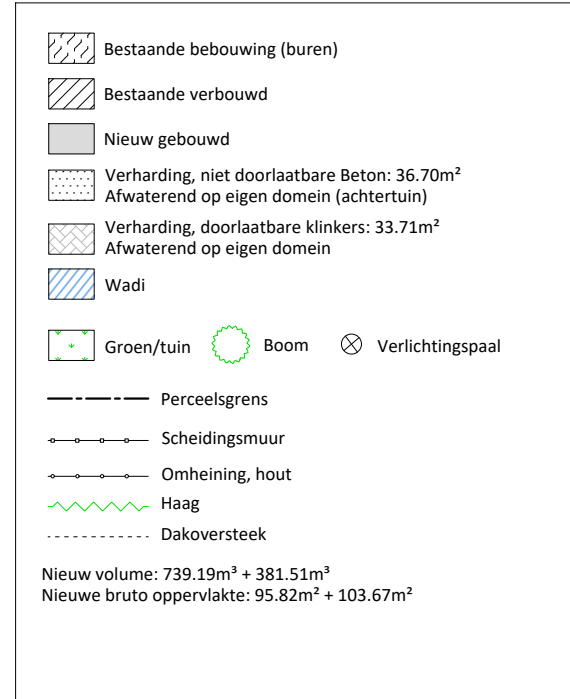 Bestaande bebouwing (buren)
Bestaande verbouwd
Nieuw gebouwd
Verharding, niet doorlaatbare Beton: 36.70m²
Afwaterend op eigen domein (achtertuin)
Verharding, doorlaatbare klinkers: 33.71m²
Afwaterend op eigen domein
Wadi
Groen/tuin Boom Verlichtingspaal
Perceelsgrens
Scheidingsmuur
Omheining, hout
Haag
Dakoversteek
Nieuw volume: 739.19m³ + 381.51m³
Nieuwe bruto oppervlakte: 95.82m² + 103.67m²